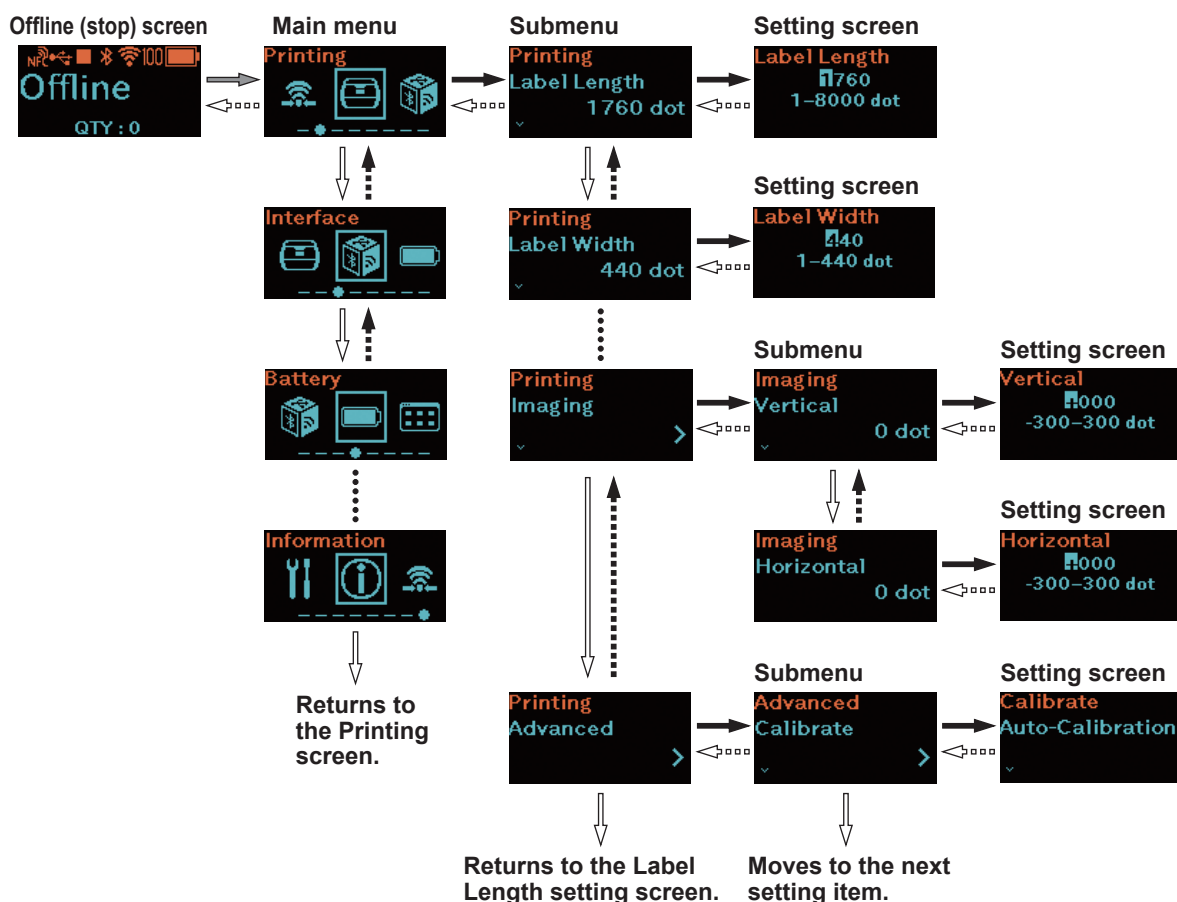 Offline (stop) screen
Main menu
Submenu
Setting screen
NFC
100
Offline
QTY : 0
Printing
Printing
Label Length
1760 dot
Label Length
1760
1–8000 dot
Setting screen
Interface
Printing
Label Width
440 dot
Label Width
440
1–440 dot
Submenu
Setting screen
Battery
Printing
Imaging
Imaging
Vertical
0 dot
Vertical
+000
-300–300 dot
Setting screen
Information
Imaging
Horizontal
0 dot
Horizontal
+000
-300–300 dot
Submenu
Setting screen
Returns to
the Printing
screen.
Printing
Advanced
Advanced
Calibrate
Calibrate
Auto-Calibration
Returns to the Label
Length setting screen.
Moves to the next
setting item.